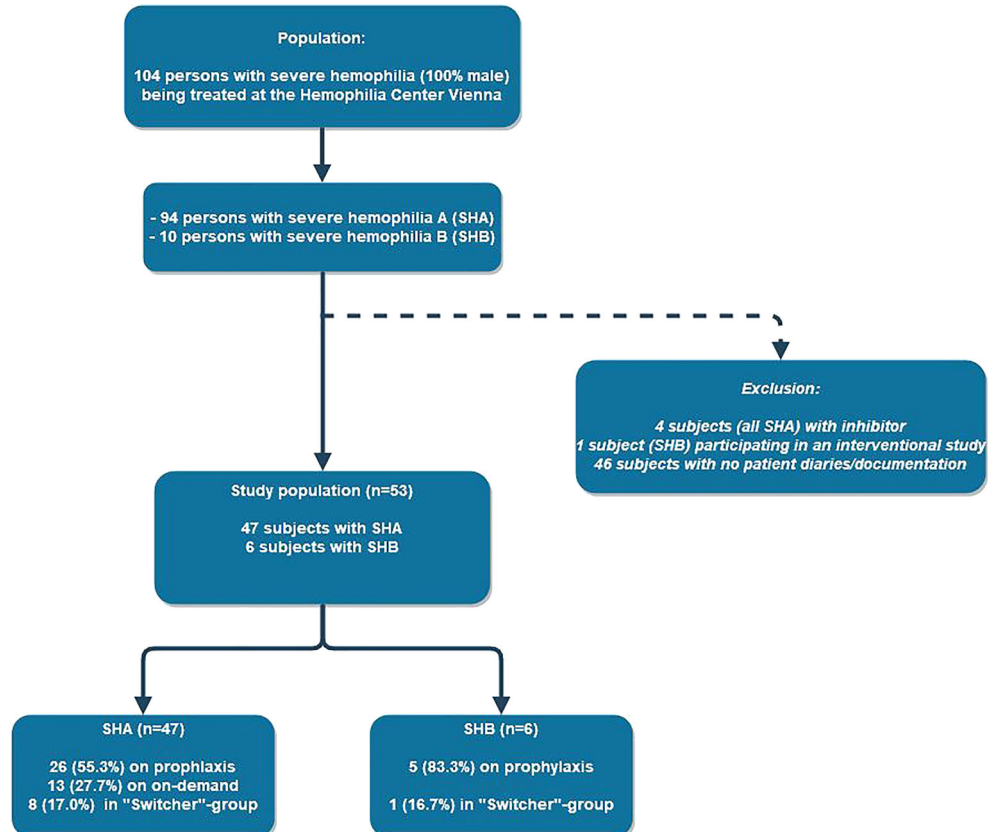 Population:
104 persons with severe hemophilia (100% male)
being treated at the Hemophilia Center Vienna
- 94 persons with severe hemophilia A (SHA)
- 10 persons with severe hemophilia B (SHB)
Exclusion:
4 subjects (all SHA) with inhibitor
1 subject (SHB) participating in an interventional study
46 subjects with no patient diaries/documentation
Study population (n=53)
47 subjects with SHA
6 subjects with SHB
SHA (n=47)
26 (55.3%) on prophlaxis
13 (27.7%) on on-demand
8 (17.0%) in "Switcher"-group
SHB (n=6)
5 (83.3%) on prophylaxis
1 (16.7%) in "Switcher"-group